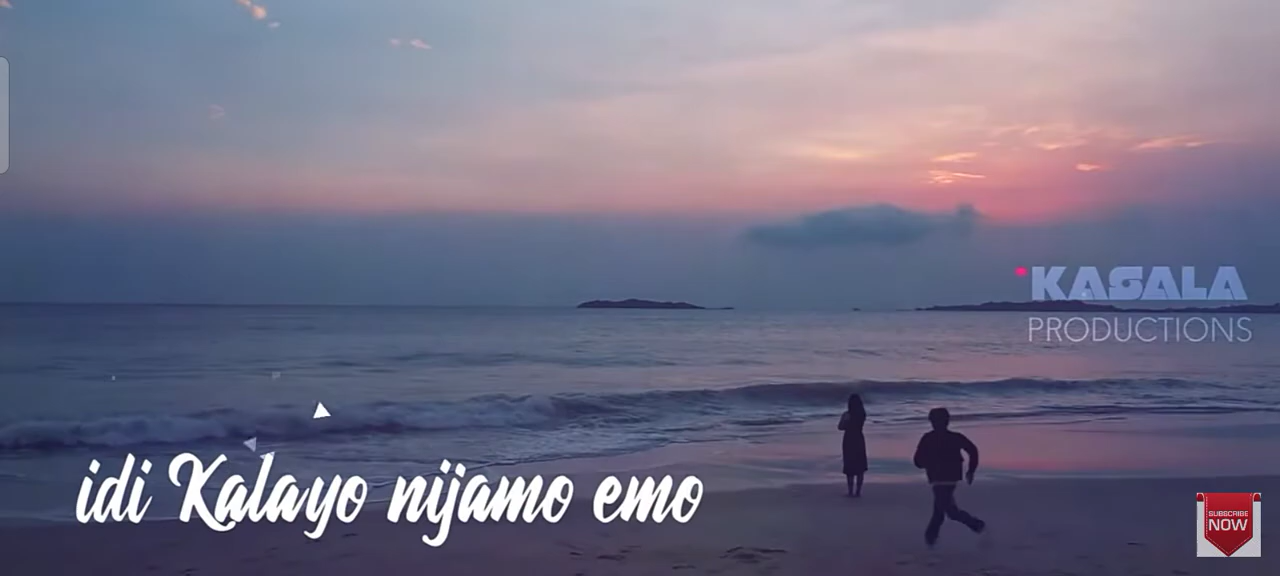 KASALA
PRODUCTIONS
idi Kalayo nijamo emo
SUBSCRIBE
NOW